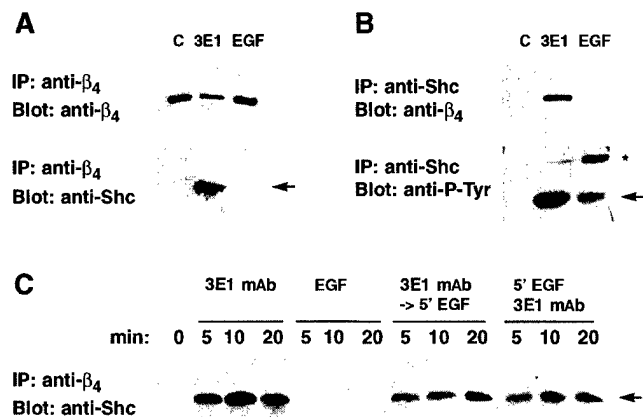 A
C 3E1 EGF
IP: anti-β4
Blot: anti-β4
IP: anti-β4
Blot: anti-Shc
B
C 3E1 EGF
IP: anti-Shc
Blot: anti-β4
IP: anti-Shc
Blot: anti-P-Tyr
*
C
3E1 mAb
EGF
3E1 mAb
-> 5' EGF
5' EGF
3E1 mAb
min: 0 5 10 20 5 10 20 5 10 20 5 10 20
IP: anti-β4
Blot: anti-Shc